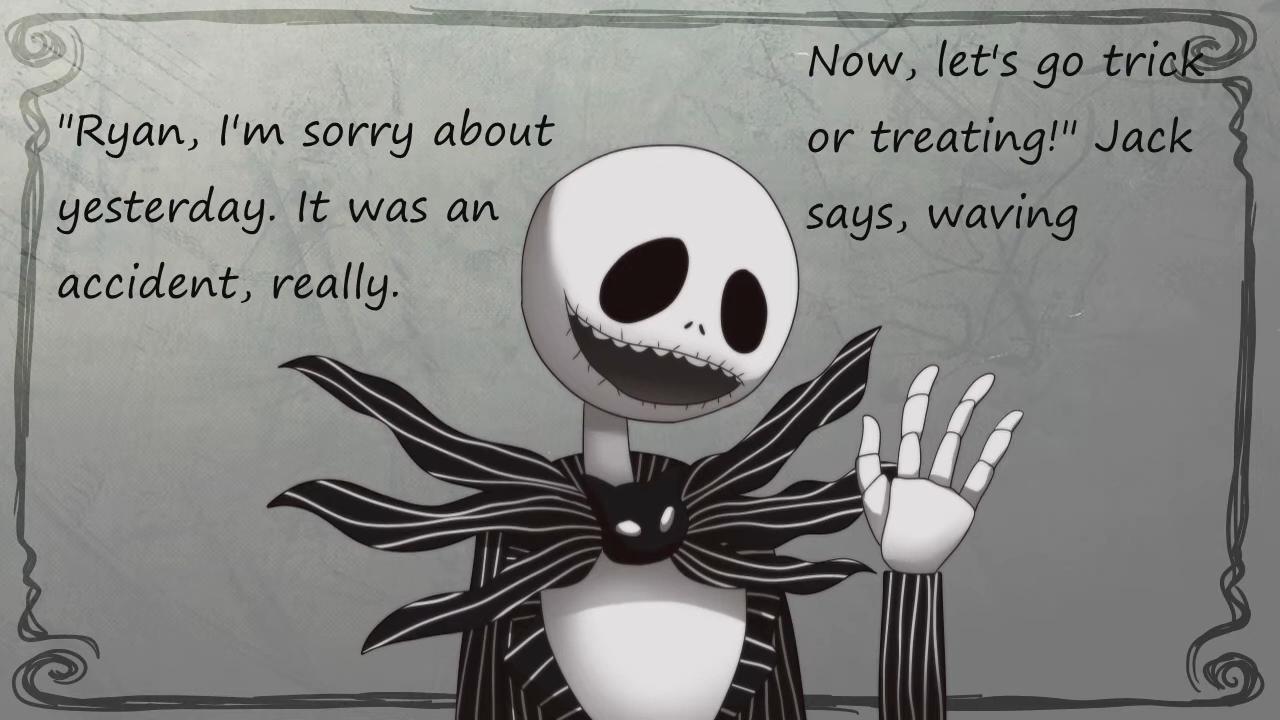 "Ryan, I'm sorry about
yesterday. It was an
accident, really.
Now, let's go trick
or treating!" Jack
says, waving